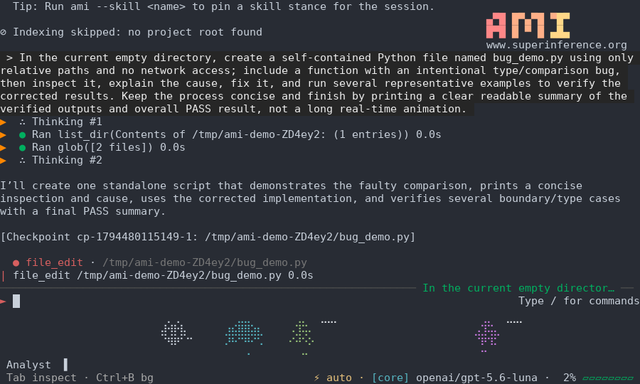 Tip: Run ami --skill <name> to pin a skill stance for the session.
⊘ Indexing skipped: no project root found
AMI
www.superinference.org
> In the current empty directory, create a self-contained Python file named bug_demo.py using only
relative paths and no network access; include a function with an intentional type/comparison bug,
then inspect it, explain the cause, fix it, and run several representative examples to verify the
corrected results. Keep the process concise and finish by printing a clear readable summary of the
verified outputs and overall PASS result, not a long real-time animation.
▶ ∴ Thinking #1
▶ ● Ran list_dir(Contents of /tmp/ami-demo-ZD4ey2: (1 entries)) 0.0s
▶ ● Ran glob([2 files]) 0.0s
▶ ∴ Thinking #2
I'll create one standalone script that demonstrates the faulty comparison, prints a concise
inspection and cause, uses the corrected implementation, and verifies several boundary/type cases
with a final PASS summary.
[Checkpoint cp-1794480115149-1: /tmp/ami-demo-ZD4ey2/bug_demo.py]
● file_edit · /tmp/ami-demo-ZD4ey2/bug_demo.py
| file_edit /tmp/ami-demo-ZD4ey2/bug_demo.py 0.0s
In the current empty director…
► Type / for commands
Analyst
Tab inspect · Ctrl+B bg ⚡ auto · [core] openai/gpt-5.6-luna · 2%